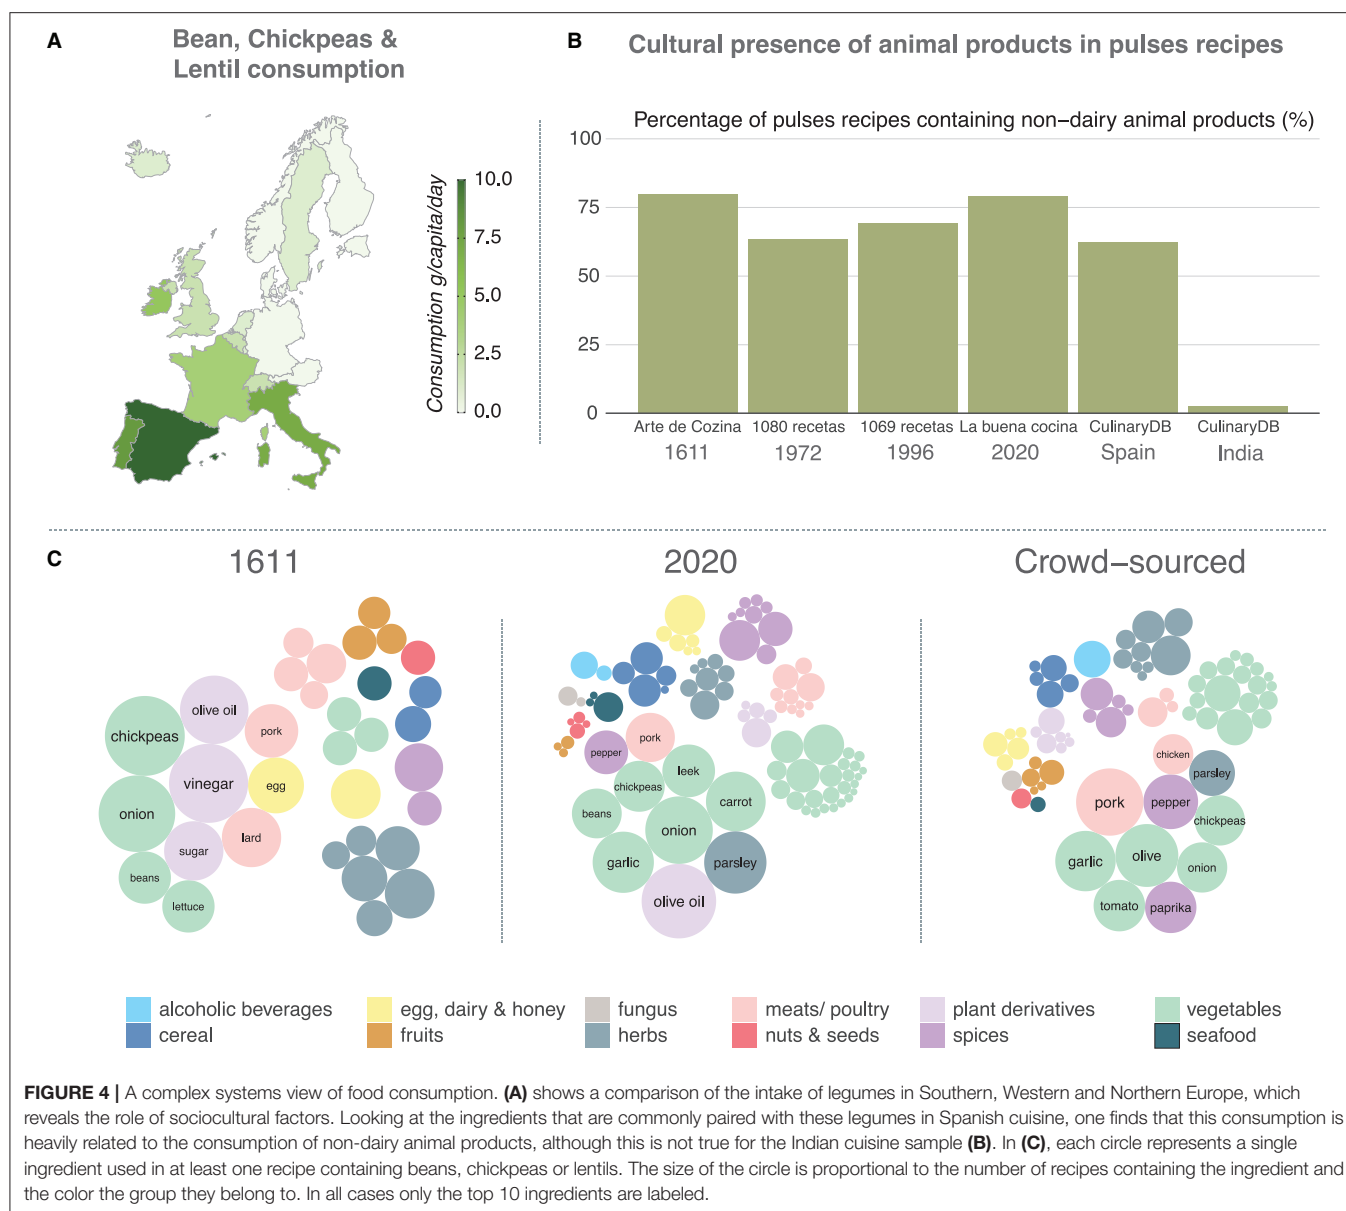 A
Bean, Chickpeas &
Lentil consumption
Consumption g/capita/day
10.0
7.5
5.0
2.5
0.0
B
Cultural presence of animal products in pulses recipes
Percentage of pulses recipes containing non-dairy animal products (%)
100
75
50
25
0
Arte de Cozina
1611
1080 recetas
1972
1069 recetas
1996
La buena cocina
2020
CulinaryDB
Spain
CulinaryDB
India
C
1611
olive oil
chickpeas
pork
vinegar
egg
onion
lard
sugar
beans
lettuce
2020
pork
pepper
leek
chickpeas
carrot
beans
onion
garlic
parsley
olive oil
Crowd-sourced
chicken
parsley
pork
pepper
chickpeas
olive
garlic
onion
tomato
paprika
alcoholic beverages
cereal
egg, dairy & honey
fruits
fungus
herbs
meats/ poultry
nuts & seeds
plant derivatives
spices
vegetables
seafood
FIGURE 4 | A complex systems view of food consumption. (A) shows a comparison of the intake of legumes in Southern, Western and Northern Europe, which
reveals the role of sociocultural factors. Looking at the ingredients that are commonly paired with these legumes in Spanish cuisine, one finds that this consumption is
heavily related to the consumption of non-dairy animal products, although this is not true for the Indian cuisine sample (B). In (C), each circle represents a single
ingredient used in at least one recipe containing beans, chickpeas or lentils. The size of the circle is proportional to the number of recipes containing the ingredient and
the color the group they belong to. In all cases only the top 10 ingredients are labeled.